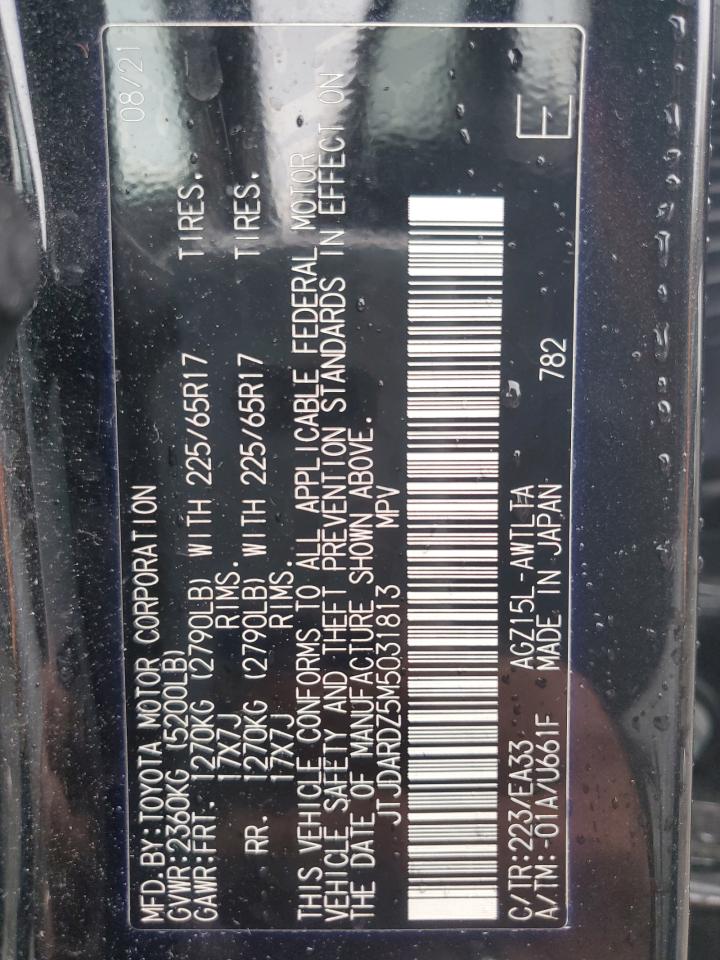 MFD.BY:TOYOTA MOTOR CORPORATION 08/21
GVWR:2360KG (5200LB)
GAWR:FRT. 1270KG (2790LB) WITH 225/65R17 TIRES.
17X7J RIMS.
RR. 1270KG (2790LB) WITH 225/65R17 TIRES.
17X7J RIMS.
THIS VEHICLE CONFORMS TO ALL APPLICABLE FEDERAL MOTOR
VEHICLE SAFETY AND THEFT PREVENTION STANDARDS IN EFFECT ON
THE DATE OF MANUFACTURE SHOWN ABOVE.
JTJDARDZ5M5031813 MPV
C/TR:223/EA33 AGZ15L-AWTLTA
A/TM:-01A/U661F MADE IN JAPAN 782
E